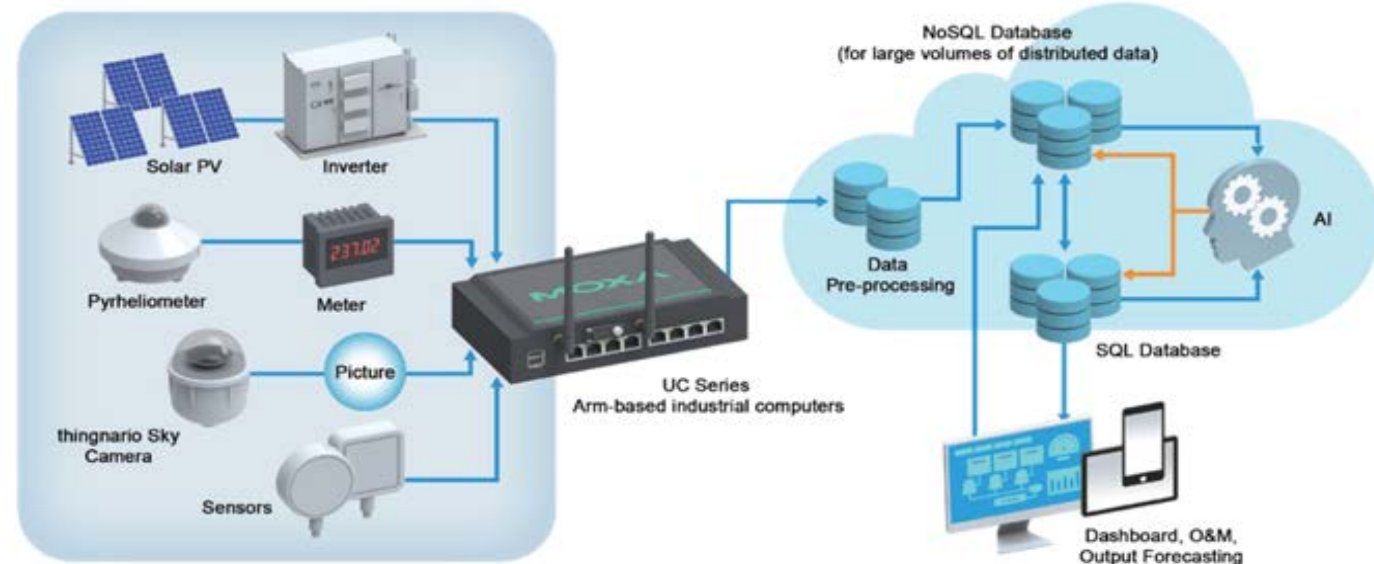 NoSQL Database
(for large volumes of distributed data)
Solar PV
Inverter
AI
237.02
Pyrheliometer
Meter
Data
Pre-processing
MOXA
SQL Database
Picture
UC Series
Arm-based industrial computers
thingnario Sky
Camera
Sensors
Dashboard, O&M,
Output Forecasting